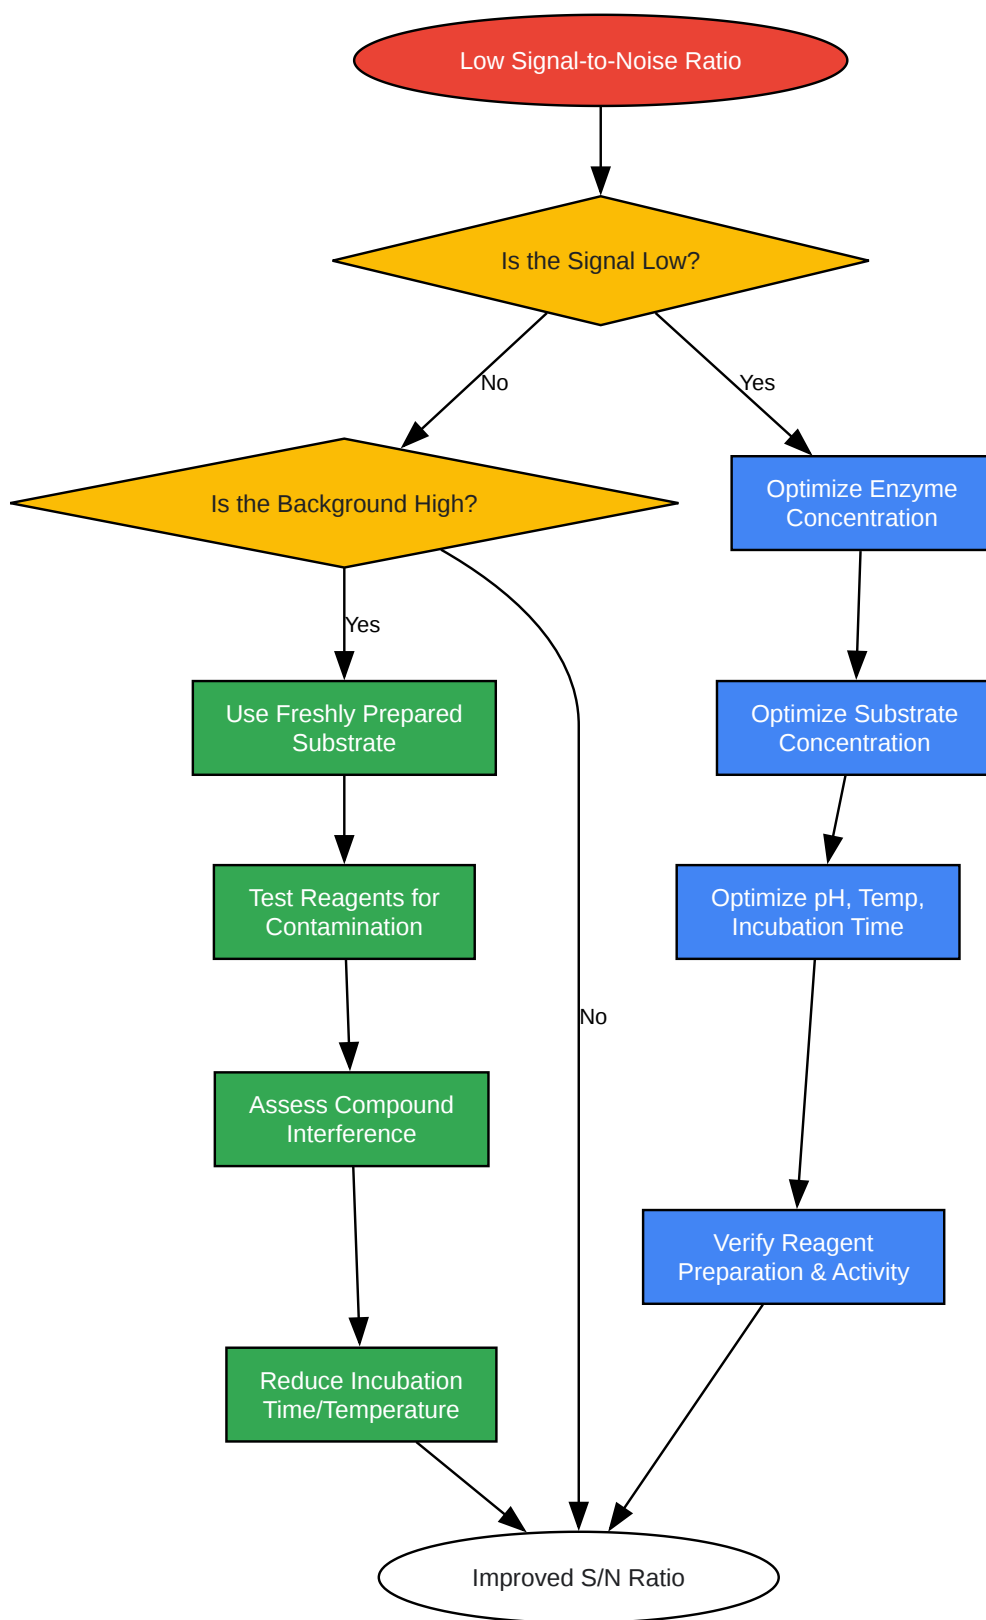 Low Signal-to-Noise Ratio
Is the Signal Low?
No
Yes
Is the Background High?
Optimize Enzyme
Concentration
Yes
Use Freshly Prepared
Substrate
Optimize Substrate
Concentration
Test Reagents for
Contamination
Optimize pH, Temp,
Incubation Time
No
Assess Compound
Interference
Verify Reagent
Preparation & Activity
Reduce Incubation
Time/Temperature
Improved S/N Ratio